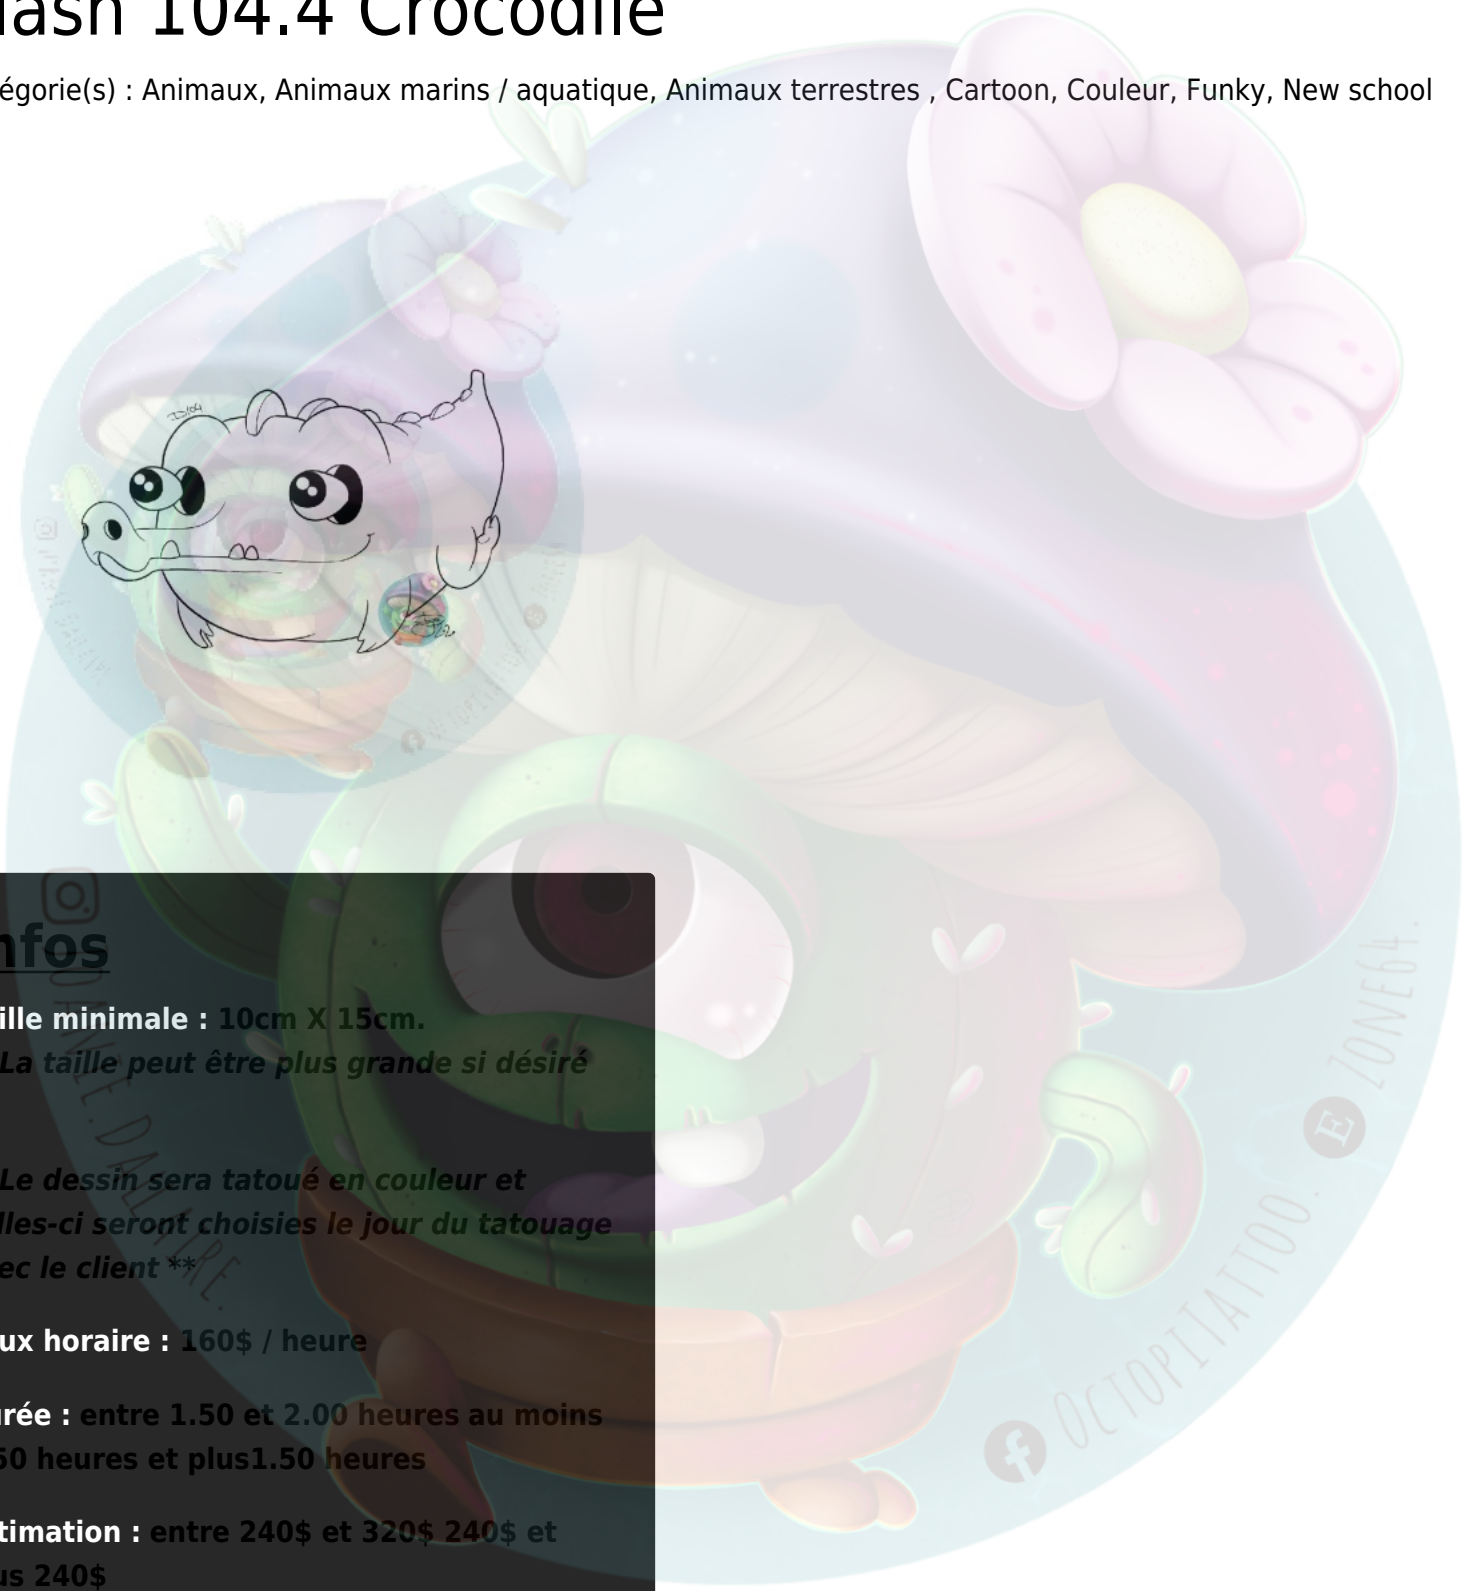 lash 104.4 Crocodile
égorie(s) : Animaux, Animaux marins / aquatique, Animaux terrestres , Cartoon, Couleur, Funky, New school
nfos
ille minimale : 10cm X 15cm.
La taille peut être plus grande si désiré
Le dessin sera tatoué en couleur et
lles-ci seront choisies le jour du tatouage
ec le client **
ux horaire : 160$ / heure
rée : entre 1.50 et 2.00 heures au moins
50 heures et plus1.50 heures
timation : entre 240$ et 320$ 240$ et
us 240$
DAVZEE.DALLAIRE.
OCTOPITATTOO.
E ZONE64.